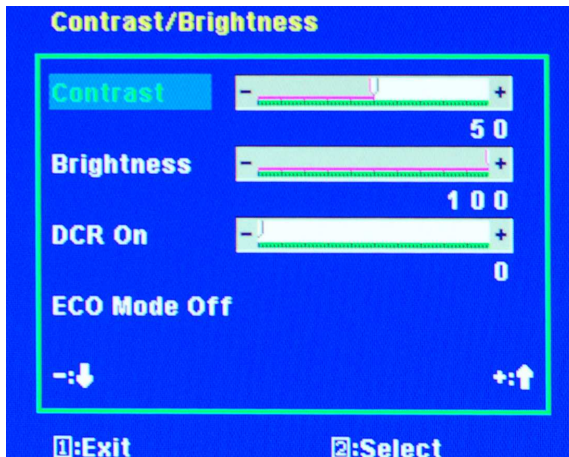 Contrast/Brightness
Contrast - +
50
Brightness - +
100
DCR On - +
0
ECO Mode Off
-:⬇ +:⬆
1:Exit 2:Select